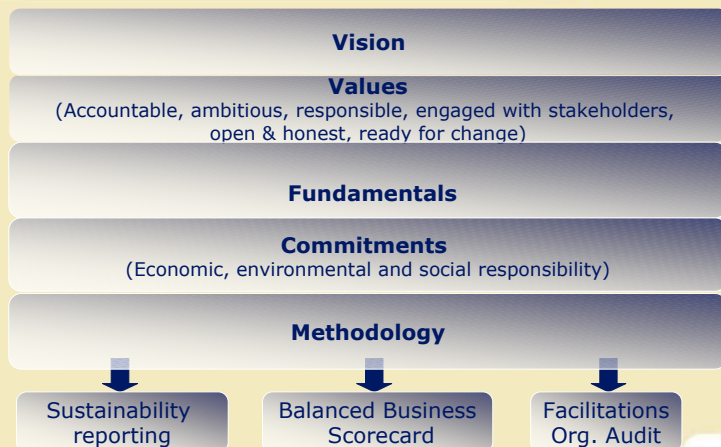 Vision
Values
(Accountable, ambitious, responsible, engaged with stakeholders,
open & honest, ready for change)
Fundamentals
Commitments
(Economic, environmental and social responsibility)
Methodology
Sustainability
reporting
Balanced Business
Scorecard
Facilitations
Org. Audit